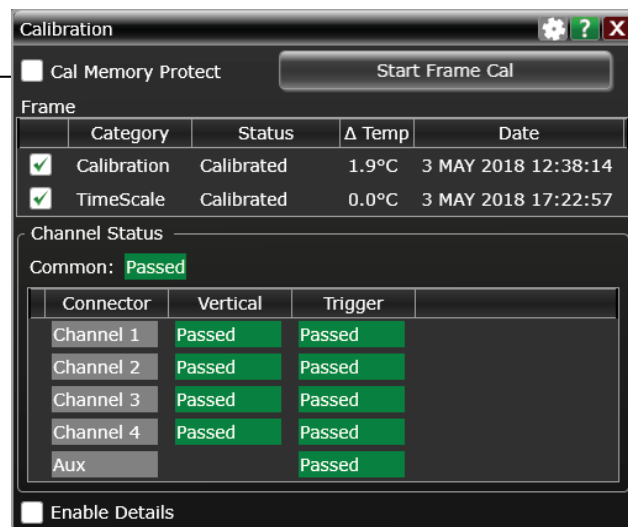 Calibration ? X
Cal Memory Protect Start Frame Cal
Frame
Category Status Δ Temp Date
Calibration Calibrated 1.9°C 3 MAY 2018 12:38:14
TimeScale Calibrated 0.0°C 3 MAY 2018 17:22:57
Channel Status
Common: Passed
Connector Vertical Trigger
Channel 1 Passed Passed
Channel 2 Passed Passed
Channel 3 Passed Passed
Channel 4 Passed Passed
Aux Passed
Enable Details